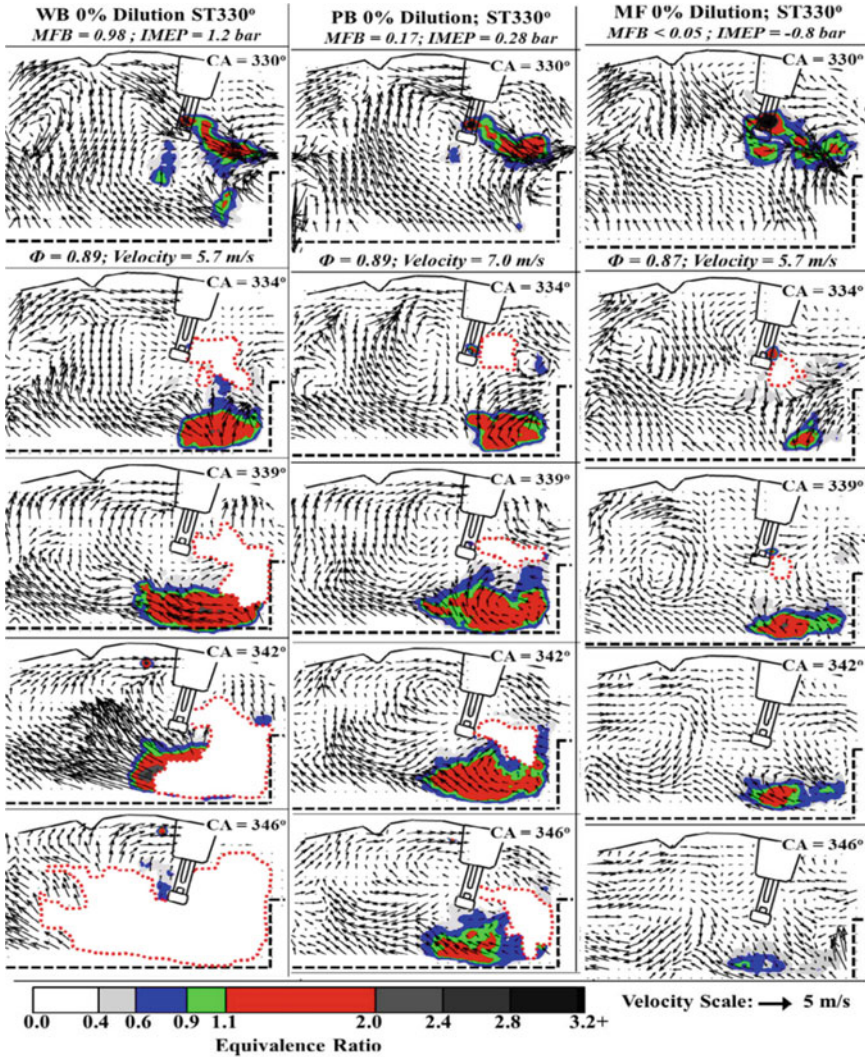 WB 0% Dilution ST330°
MFB = 0.98 ; IMEP = 1.2 bar
CA = 330°
Φ = 0.89; Velocity = 5.7 m/s
CA = 334°
CA = 339°
CA = 342°
CA = 346°
PB 0% Dilution; ST330°
MFB = 0.17; IMEP = 0.28 bar
CA = 330°
Φ = 0.89; Velocity = 7.0 m/s
CA = 334°
CA = 339°
CA = 342°
CA = 346°
MF 0% Dilution; ST330°
MFB < 0.05 ; IMEP = -0.8 bar
CA = 330°
Φ = 0.87; Velocity = 5.7 m/s
CA = 334°
CA = 339°
CA = 342°
CA = 346°
0.0 0.4 0.6 0.9 1.1 2.0 2.4 2.8 3.2+
Equivalence Ratio
Velocity Scale: 5 m/s